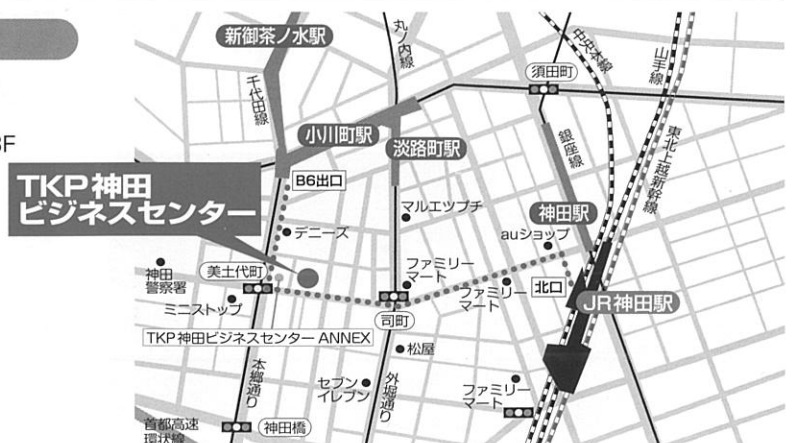 新御茶ノ水駅
丸ノ内線
中央本線
山手線
千代田線
須田町
小川町駅
淡路町駅
銀座線
東北上越新幹線
3F
TKP神田
ビジネスセンター
B6出口
マルエツプチ
神田駅
デニーズ
auショップ
神田
警察署
美土代町
ファミリー
マート
ファミリー
マート
北口
JR神田駅
ミニストップ
司町
TKP神田ビジネスセンター ANNEX
松屋
本郷通り
セブン
イレブン
外堀通り
ファミリー
マート
首都高速
環状線
神田橋